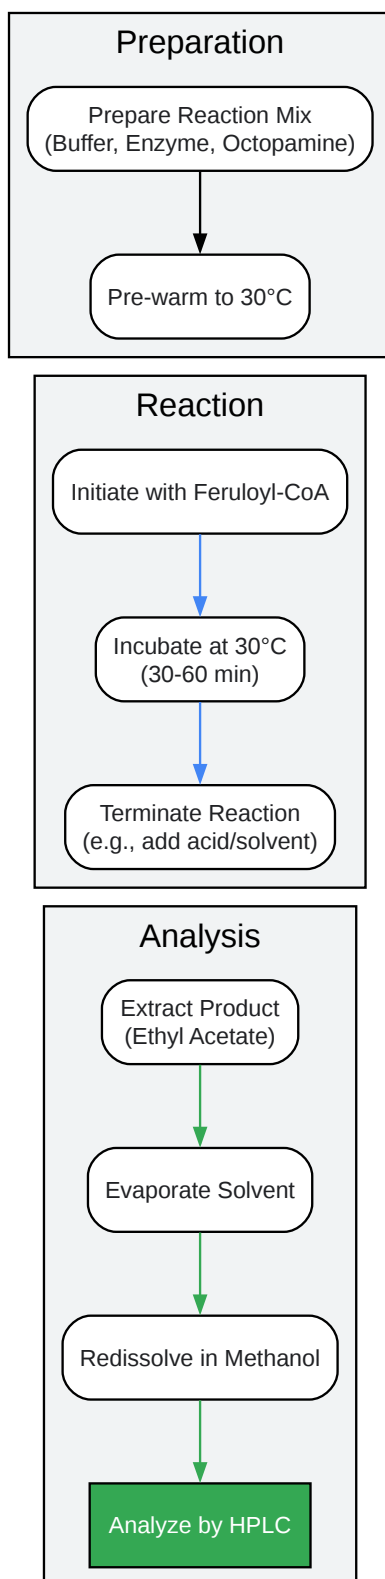 Preparation
Prepare Reaction Mix
(Buffer, Enzyme, Octopamine)
Pre-warm to 30°C
Reaction
Initiate with Feruloyl-CoA
Incubate at 30°C
(30-60 min)
Terminate Reaction
(e.g., add acid/solvent)
Analysis
Extract Product
(Ethyl Acetate)
Evaporate Solvent
Redissolve in Methanol
Analyze by HPLC